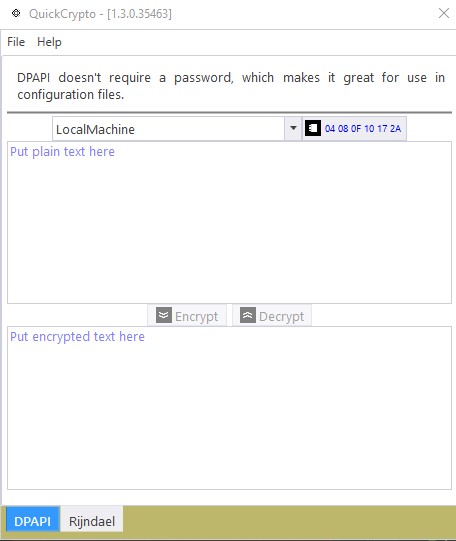 QuickCrypto - [1.3.0.35463]
File Help
DPAPI doesn't require a password, which makes it great for use in
configuration files.
LocalMachine 04 08 0F 10 17 2A
Put plain text here
Encrypt Decrypt
Put encrypted text here
DPAPI Rijndael